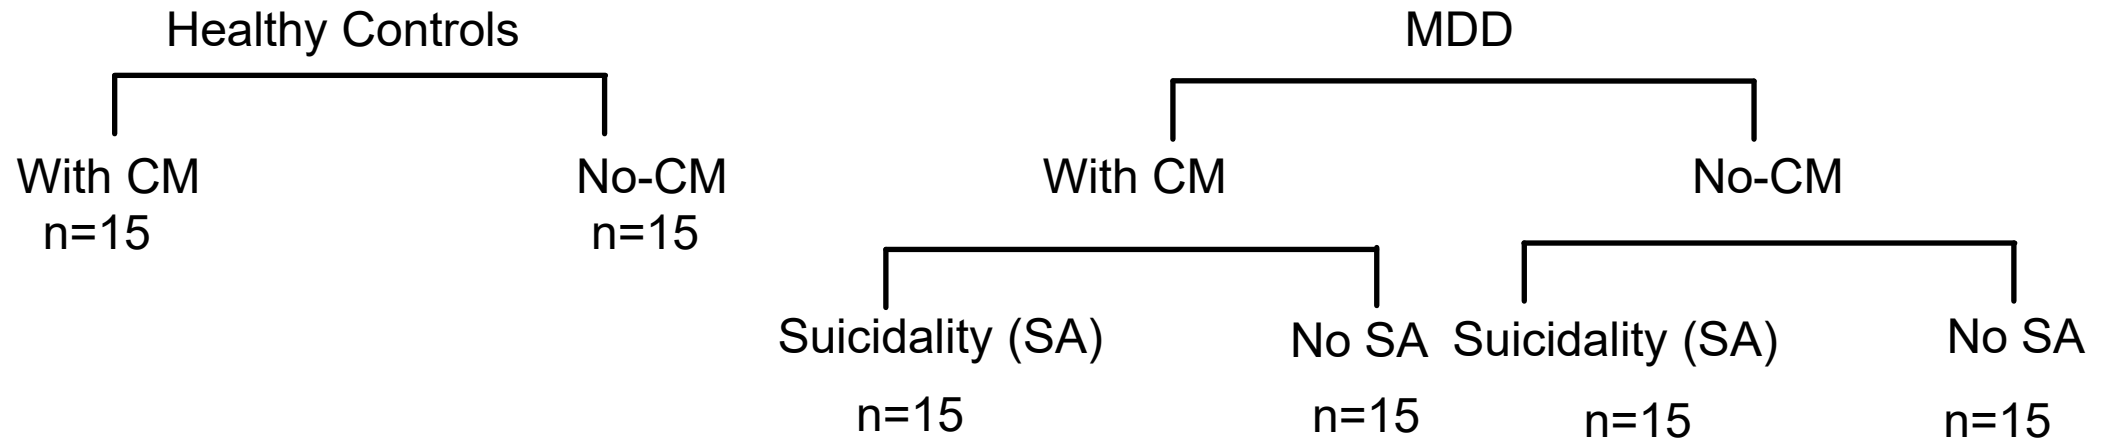 Healthy Controls
MDD
With CM
n=15
No-CM
n=15
With CM
No-CM
Suicidality (SA)
n=15
No SA
n=15
Suicidality (SA)
n=15
No SA
n=15